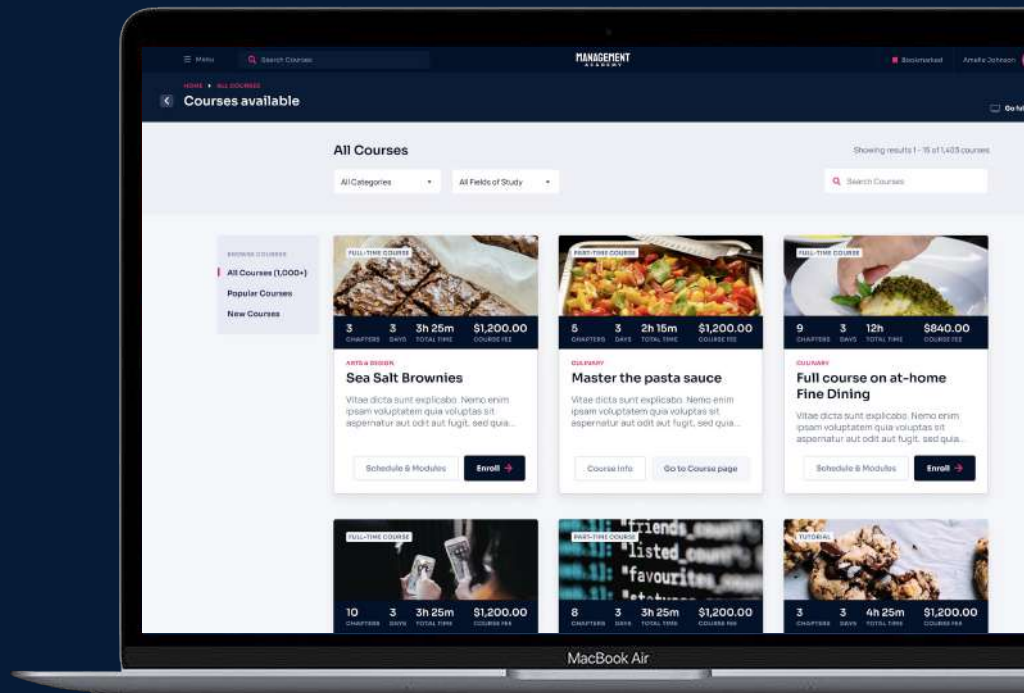 Menu
Search Courses
MANAGEMENT
ACADEMY
Bookmarked
Amelia Johnson
HOME
ALL COURSES
Courses available
All Courses
Showing results 1 - 15 of 1,403 courses
All Categories
All Fields of Study
Search Courses
BROWSE COURSES
All Courses (1,000+)
Popular Courses
New Courses
FULL-TIME COURSE
3 3 3h 25m $1,200.00
CHAPTERS DAYS TOTAL TIME COURSE FEE
ARTS & DESIGN
Sea Salt Brownies
Vitae dicta sunt explicabo. Nemo enim
ipsam voluptatem quia voluptas sit
aspernatur aut odit aut fugit, sed quia...
Schedule & Modules
Enroll
PART-TIME COURSE
5 3 2h 15m $1,200.00
CHAPTERS DAYS TOTAL TIME COURSE FEE
CULINARY
Master the pasta sauce
Vitae dicta sunt explicabo. Nemo enim
ipsam voluptatem quia voluptas sit
aspernatur aut odit aut fugit, sed quia...
Course Info
Go to Course page
FULL-TIME COURSE
9 3 12h $840.00
CHAPTERS DAYS TOTAL TIME COURSE FEE
CULINARY
Full course on at-home
Fine Dining
Vitae dicta sunt explicabo. Nemo enim
ipsam voluptatem quia voluptas sit
aspernatur aut odit aut fugit, sed quia...
Schedule & Modules
Enroll
FULL-TIME COURSE
10 3 3h 25m $1,200.00
CHAPTERS DAYS TOTAL TIME COURSE FEE
PART-TIME COURSE
"friends_count":
"listed_count":
"favourites
8 3 3h 25m $1,200.00
CHAPTERS DAYS TOTAL TIME COURSE FEE
TUTORIAL
3 3 4h 25m $1,200.00
CHAPTERS DAYS TOTAL TIME COURSE FEE
MacBook Air